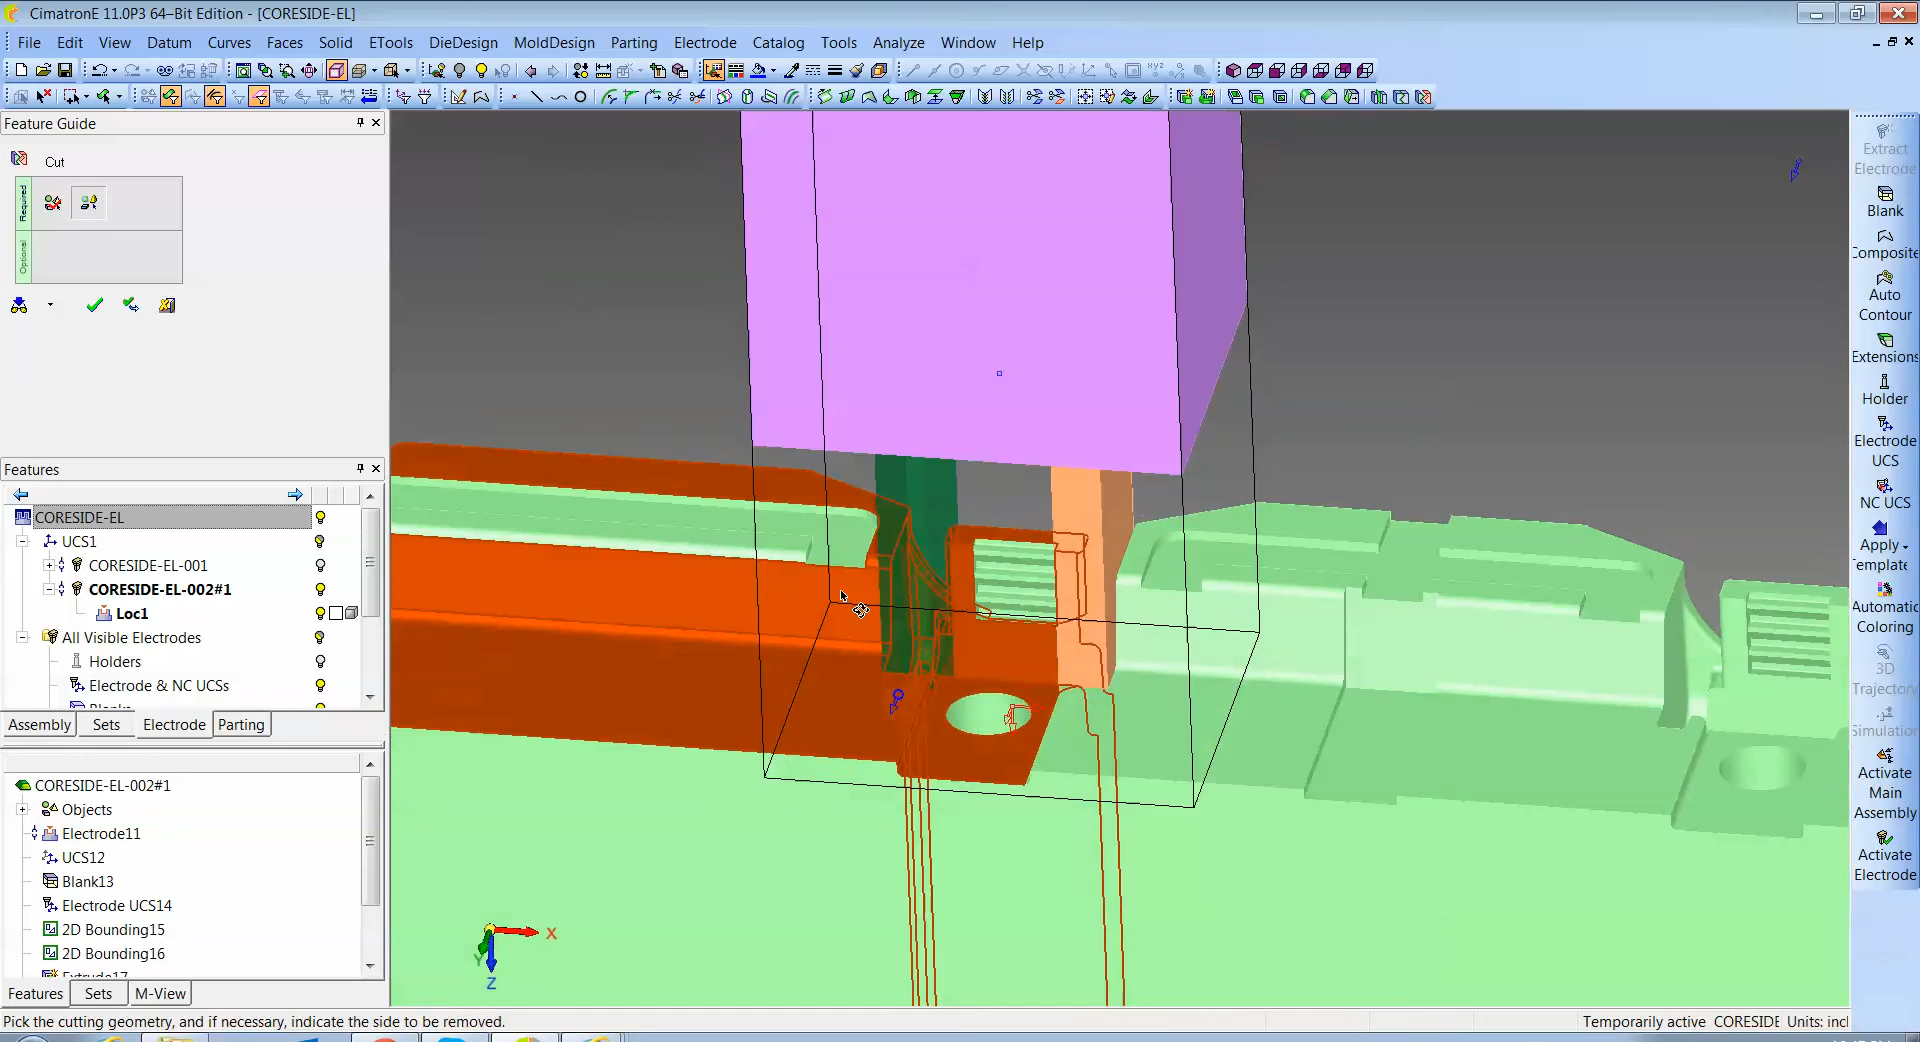 CimatronE 11.0P3 64–Bit Edition - [CORESIDE-EL]
File Edit View Datum Curves Faces Solid ETools DieDesign MoldDesign Parting Electrode Catalog Tools Analyze Window Help
Feature Guide
Cut
Required
Optional
Features
CORESIDE-EL
UCS1
CORESIDE-EL-001
CORESIDE-EL-002#1
Loc1
All Visible Electrodes
Holders
Electrode & NC UCSs
Assembly Sets Electrode Parting
CORESIDE-EL-002#1
Objects
Electrode11
UCS12
Blank13
Electrode UCS14
2D Bounding15
2D Bounding16
Extrude17
Features Sets M-View
X
Y
Z
Extract
Electrode
Blank
Composite
Auto
Contour
Extensions
Holder
Electrode
UCS
NC UCS
Apply
Template
Automatic
Coloring
3D
Trajectory
Simulation
Activate
Main
Assembly
Activate
Electrode
Pick the cutting geometry, and if necessary, indicate the side to be removed.
Temporarily active CORESIDE Units: incl